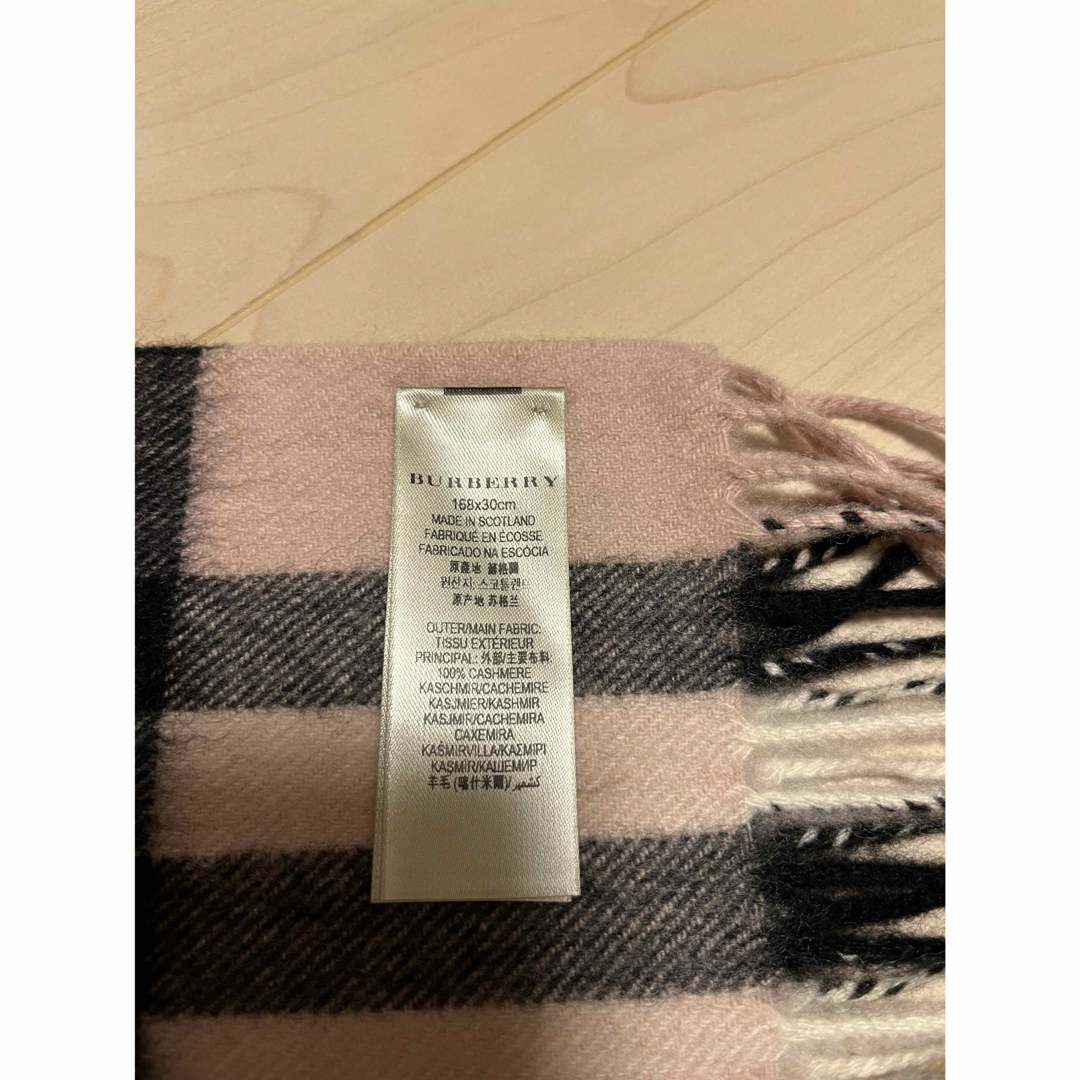 BURBERRY
168x30cm
MADE IN SCOTLAND
FABRIQUÉ EN ÉCOSSE
FABRICADO NA ESCÓCIA
原產地 蘇格蘭
원산지: 스코틀랜드
原产地 苏格兰
OUTER/MAIN FABRIC:
TISSU EXTÉRIEUR
PRINCIPAL: 外部/主要布料
100% CASHMERE
KASCHMIR/CACHEMIRE
KASJMIER/KASHMIR
KASJMIR/CACHEMIRA
CAXEMIRA
KAŠMIRVILLA/ΚΑΣΜΙΡΙ
KAŞMIR/КАШЕМИР
羊毛 (喀什米爾)/كشمير